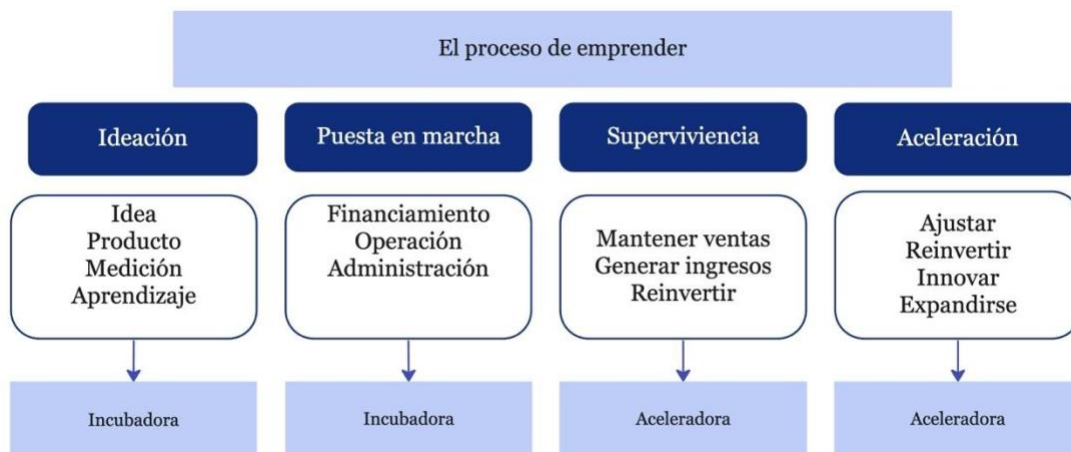 El proceso de emprender
Ideación
Puesta en marcha
Superviviencia
Aceleración
Idea
Producto
Medición
Aprendizaje
Financiamiento
Operación
Administración
Mantener ventas
Generar ingresos
Reinvertir
Ajustar
Reinvertir
Innovar
Expandirse
Incubadora
Incubadora
Aceleradora
Aceleradora